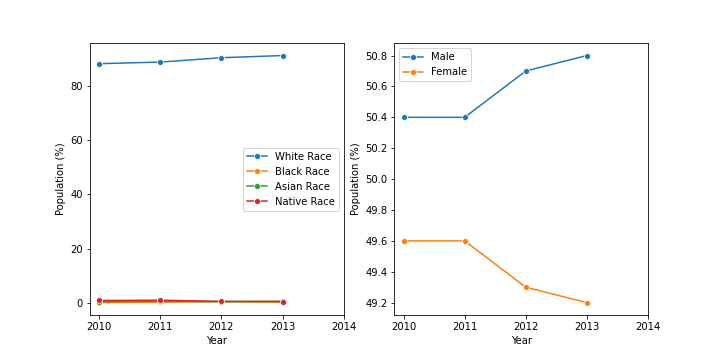 Population (%)
80
60
40
20
0
White Race
Black Race
Asian Race
Native Race
2010 2011 2012 2013 2014
Year
Population (%)
50.8
50.6
50.4
50.2
50.0
49.8
49.6
49.4
49.2
Male
Female
2010 2011 2012 2013 2014
Year